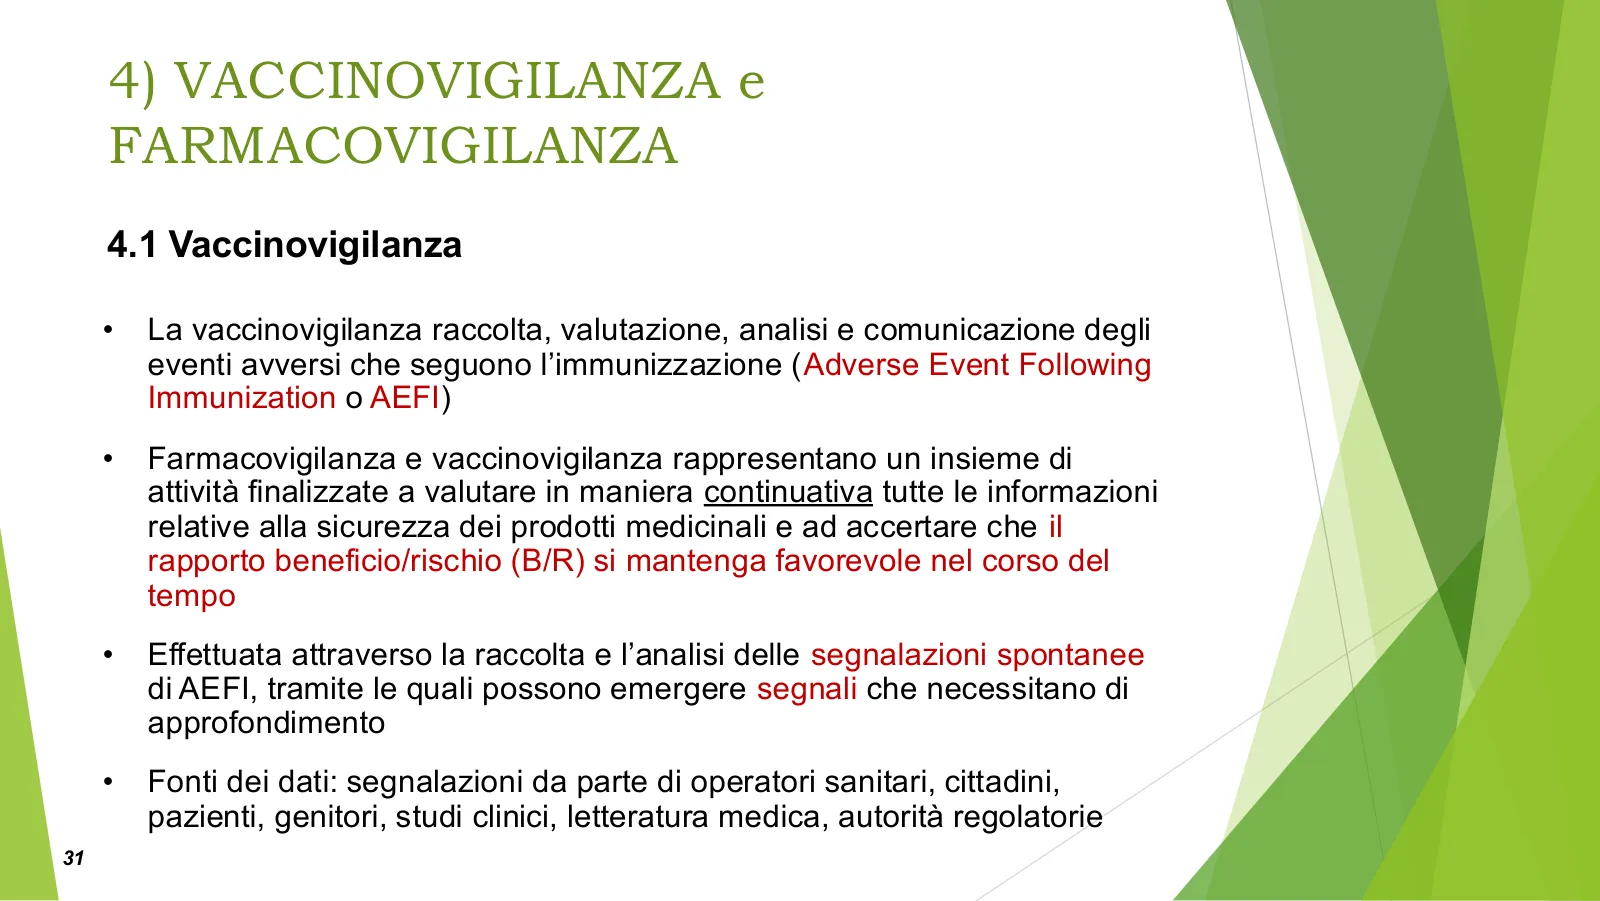 4) VACCINOVIGILANZA e
FARMACOVIGILANZA
4.1 Vaccinovigilanza
• La vaccinovigilanza raccolta, valutazione, analisi e comunicazione degli
eventi avversi che seguono l’immunizzazione (Adverse Event Following
Immunization o AEFI)
• Farmacovigilanza e vaccinovigilanza rappresentano un insieme di
attività finalizzate a valutare in maniera continuativa tutte le informazioni
relative alla sicurezza dei prodotti medicinali e ad accertare che il
rapporto beneficio/rischio (B/R) si mantenga favorevole nel corso del
tempo
• Effettuata attraverso la raccolta e l’analisi delle segnalazioni spontanee
di AEFI, tramite le quali possono emergere segnali che necessitano di
approfondimento
• Fonti dei dati: segnalazioni da parte di operatori sanitari, cittadini,
pazienti, genitori, studi clinici, letteratura medica, autorità regolatorie
31